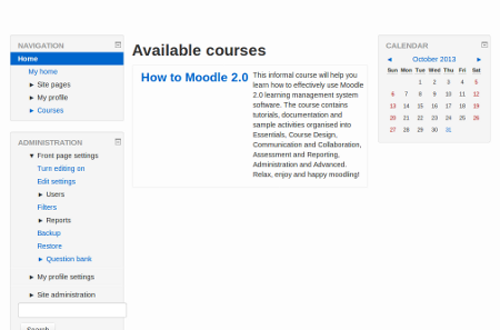 NAVIGATION
Home
My home
► Site pages
► My profile
► Courses
ADMINISTRATION
▼ Front page settings
Turn editing on
Edit settings
► Users
Filters
► Reports
Backup
Restore
► Question bank
► My profile settings
► Site administration
Search
Available courses
How to Moodle 2.0
This informal course will help you
learn how to effectively use Moodle
2.0 learning management system
software. The course contains
tutorials, documentation and
sample activities organised into
Essentials, Course Design,
Communication and Collaboration,
Assessment and Reporting,
Administration and Advanced.
Relax, enjoy and happy moodling!
CALENDAR
◄ October 2013 ►
Sun Mon Tue Wed Thu Fri Sat
1 2 3 4 5
6 7 8 9 10 11 12
13 14 15 16 17 18 19
20 21 22 23 24 25 26
27 28 29 30 31